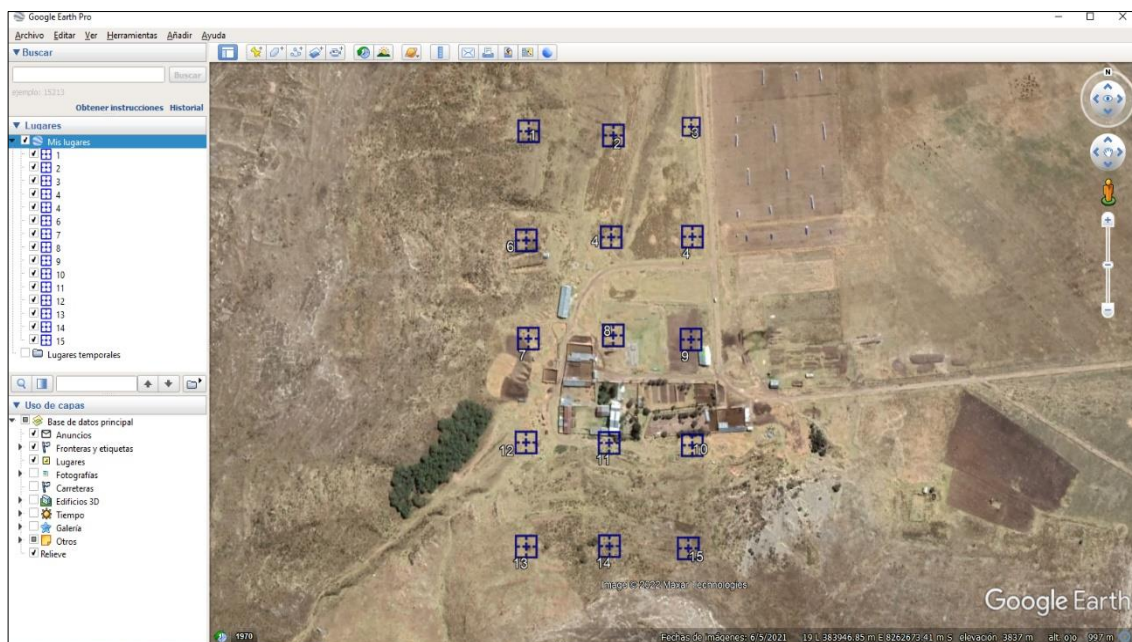 Google Earth Pro
Archivo Editar Ver Herramientas Añadir Ayuda
Buscar
Buscar
ejemplo: 15213
Obtener instrucciones Historial
Lugares
Mis lugares
1
2
3
4
4
6
7
8
9
10
11
12
13
14
15
Lugares temporales
Uso de capas
Base de datos principal
Anuncios
Fronteras y etiquetas
Lugares
Fotografías
Carreteras
Edificios 3D
Tiempo
Galería
Otros
Relieve
N
1 2 3
6 4 4
7 8 9
12 11 10
13 14 15
Image © 2022 Maxar Technologies
Google Earth
1970
Fechas de imágenes: 6/5/2021 19 L 383946.85 m E 8262673.41 m S elevación 3837 m alt. ojo 997 m